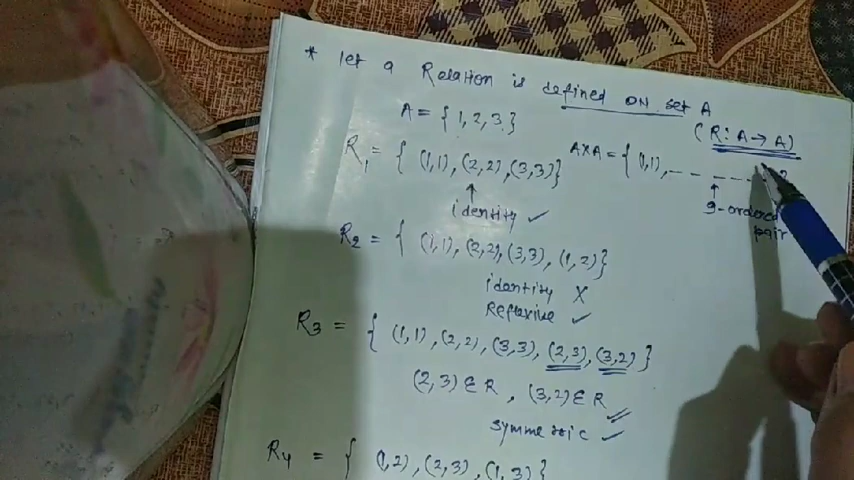 * let a Relation is defined ON set A
A = { 1, 2, 3 }
(R : A → A)
R1 = { (1,1), (2,2), (3,3) }
A×A = { (1,1), - - - - - - }
↑
identity ✓
↑
9-ordered
pair
R2 = { (1,1), (2,2), (3,3), (1,2) }
identity X
Reflexive ✓
R3 = { (1,1), (2,2), (3,3), (2,3), (3,2) }
(2,3) ∈ R , (3,2) ∈ R
symmetric ✓
R4 = { (1,2), (2,3), (1,3) }